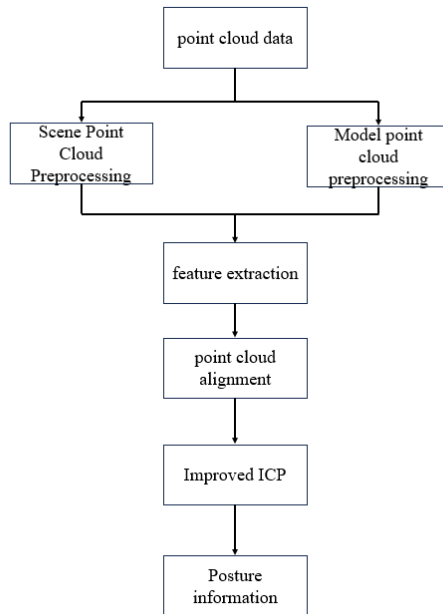 point cloud data
Scene Point
Cloud
Preprocessing
Model point
cloud
preprocessing
feature extraction
point cloud
alignment
Improved ICP
Posture
information